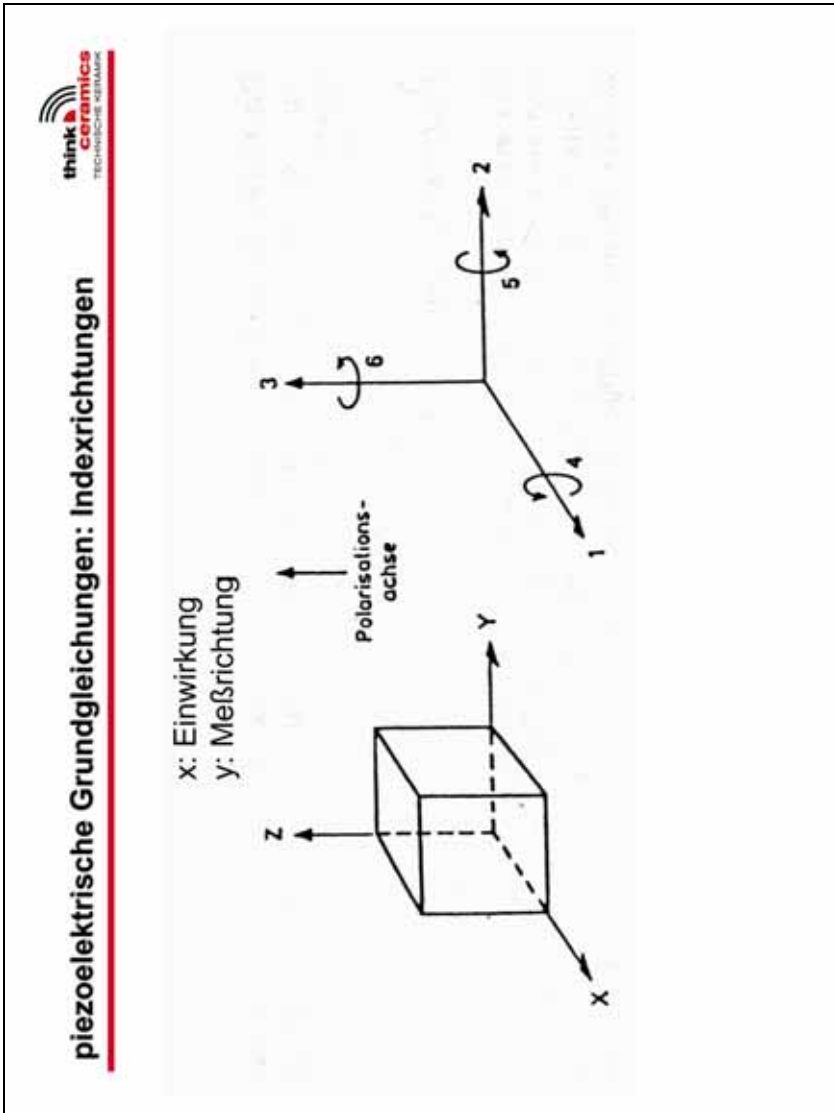 piezoelektrische Grundgleichungen: Indexrichtungen
think
ceramics
TECHNISCHE KERAMIK
x: Einwirkung
y: Meßrichtung
Z
Y
X
Polarisations-
achse
3
6
2
5
4
1